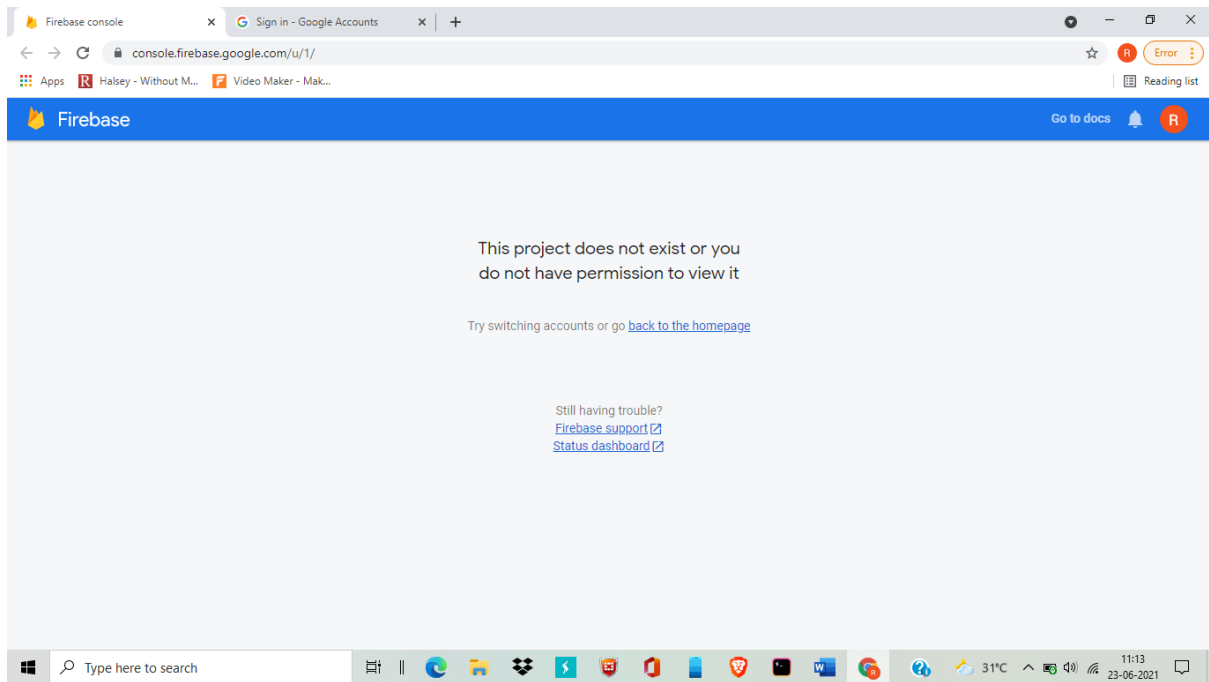 Firebase console
Sign in - Google Accounts
console.firebase.google.com/u/1/
R
Error
Apps
R Halsey - Without M...
Video Maker - Mak...
Reading list
Firebase
Go to docs
R
This project does not exist or you
do not have permission to view it
Try switching accounts or go back to the homepage
Still having trouble?
Firebase support
Status dashboard
Type here to search
31°C
11:13
23-06-2021